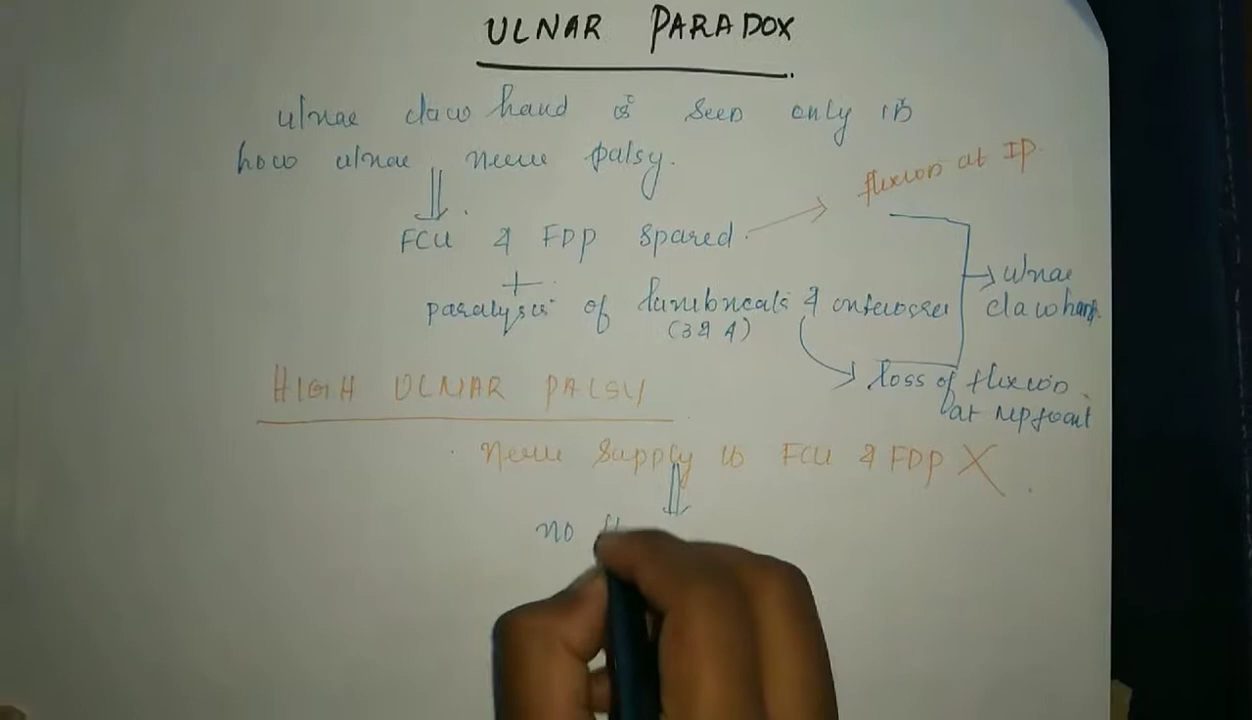 ULNAR PARADOX
ulnar claw hand is seen only in
low ulnar nerve palsy.
flexion at IP
FCU & FDP spared
+
ulnar
claw hand
paralysis of lumbricals & interossei
(3 & 4)
loss of flexion
at mp joint
HIGH ULNAR PALSY
nerve supply to FCU & FDP X
no fl